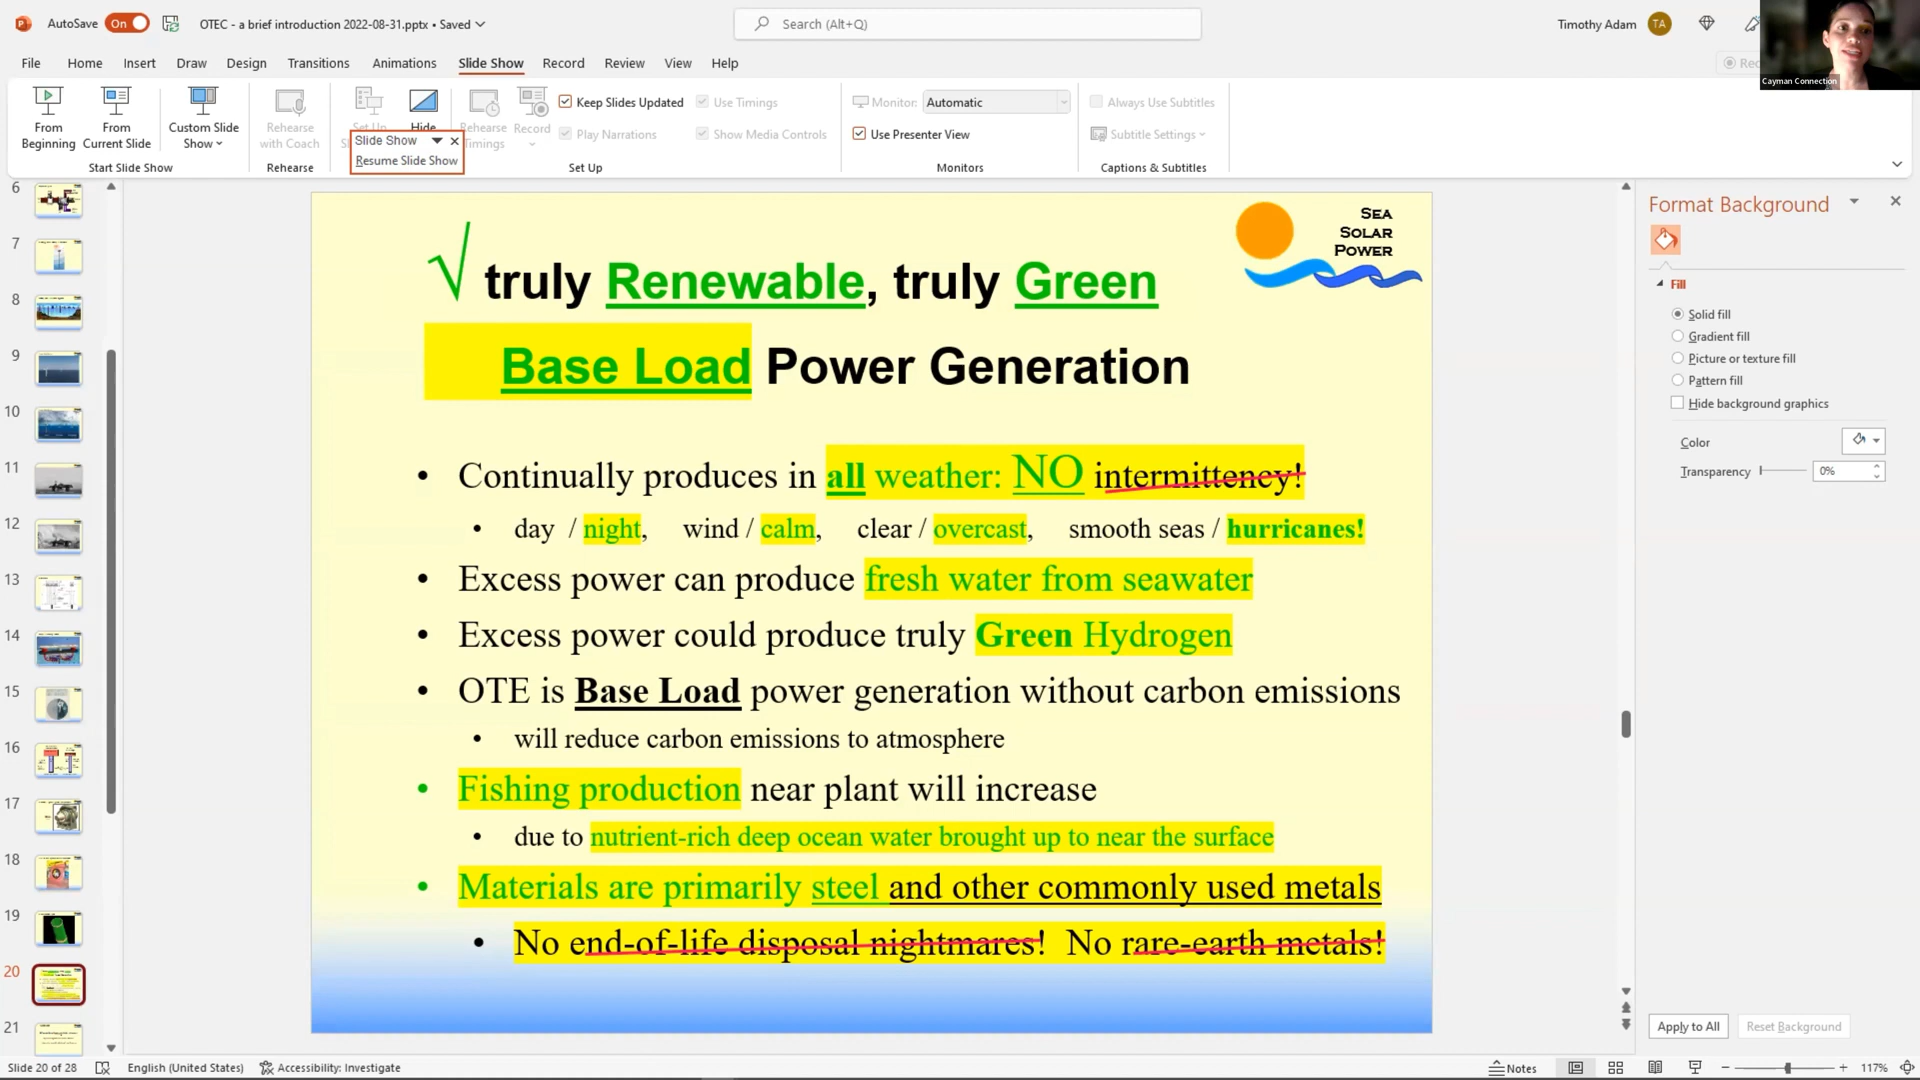 AutoSave On OTEC - a brief introduction 2022-08-31.pptx • Saved
Search (Alt+Q)
Timothy Adam TA
File Home Insert Draw Design Transitions Animations Slide Show Record Review View Help
Cayman Connection
From Beginning
From Current Slide
Custom Slide Show
Start Slide Show
Rehearse with Coach
Rehearse
Hide
Slide Show
Resume Slide Show
Rehearse Timings
Record
Keep Slides Updated
Play Narrations
Use Timings
Show Media Controls
Set Up
Monitor: Automatic
Use Presenter View
Monitors
Always Use Subtitles
Subtitle Settings
Captions & Subtitles
6
7
8
9
10
11
12
13
14
15
16
17
18
19
20
21
Sea
Solar
Power
√ truly Renewable, truly Green
Base Load Power Generation
• Continually produces in all weather: NO intermittency!
• day / night, wind / calm, clear / overcast, smooth seas / hurricanes!
• Excess power can produce fresh water from seawater
• Excess power could produce truly Green Hydrogen
• OTE is Base Load power generation without carbon emissions
• will reduce carbon emissions to atmosphere
• Fishing production near plant will increase
• due to nutrient-rich deep ocean water brought up to near the surface
• Materials are primarily steel and other commonly used metals
• No end-of-life disposal nightmares! No rare-earth metals!
Format Background
Fill
Solid fill
Gradient fill
Picture or texture fill
Pattern fill
Hide background graphics
Color
Transparency 0%
Apply to All Reset Background
Slide 20 of 28 English (United States) Accessibility: Investigate
Notes 117%